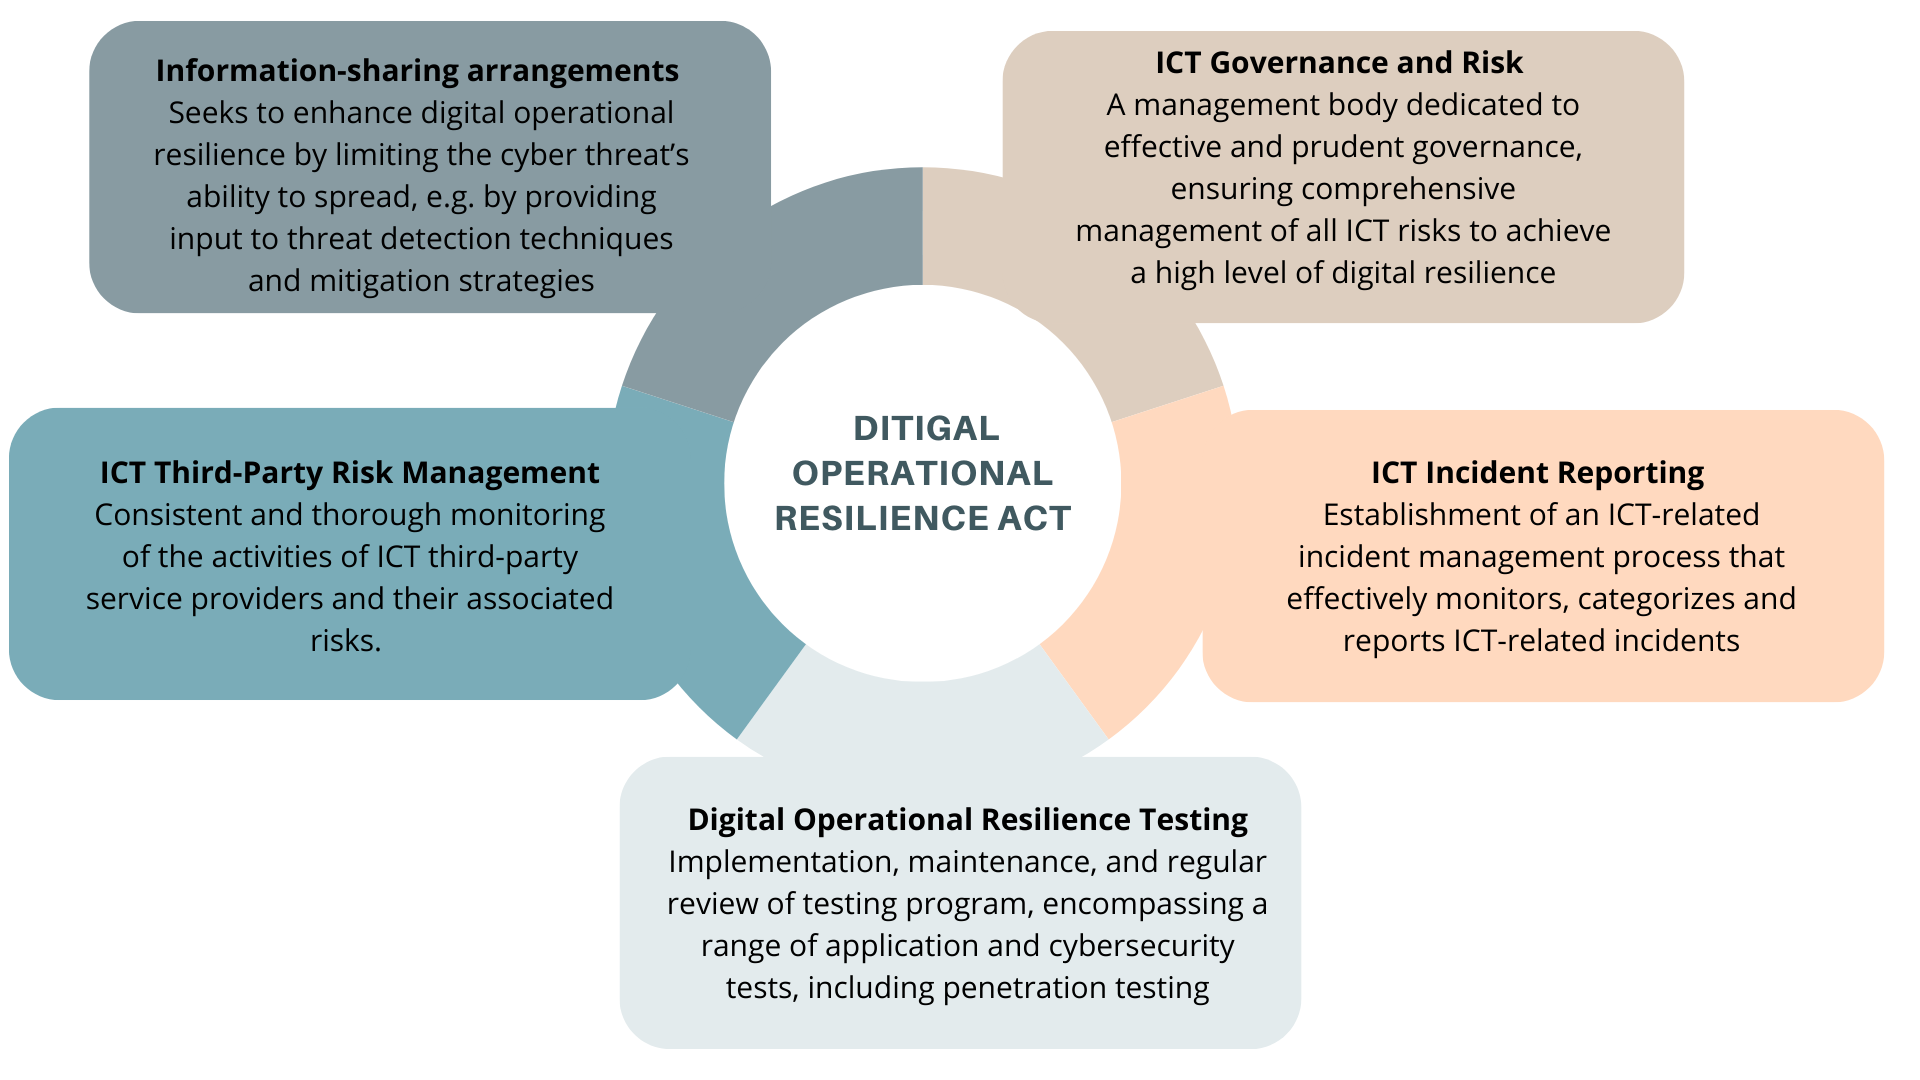 Information-sharing arrangements
Seeks to enhance digital operational
resilience by limiting the cyber threat’s
ability to spread, e.g. by providing
input to threat detection techniques
and mitigation strategies
ICT Governance and Risk
A management body dedicated to
effective and prudent governance,
ensuring comprehensive
management of all ICT risks to achieve
a high level of digital resilience
DITIGAL
OPERATIONAL
RESILIENCE ACT
ICT Third-Party Risk Management
Consistent and thorough monitoring
of the activities of ICT third-party
service providers and their associated
risks.
ICT Incident Reporting
Establishment of an ICT-related
incident management process that
effectively monitors, categorizes and
reports ICT-related incidents
Digital Operational Resilience Testing
Implementation, maintenance, and regular
review of testing program, encompassing a
range of application and cybersecurity
tests, including penetration testing